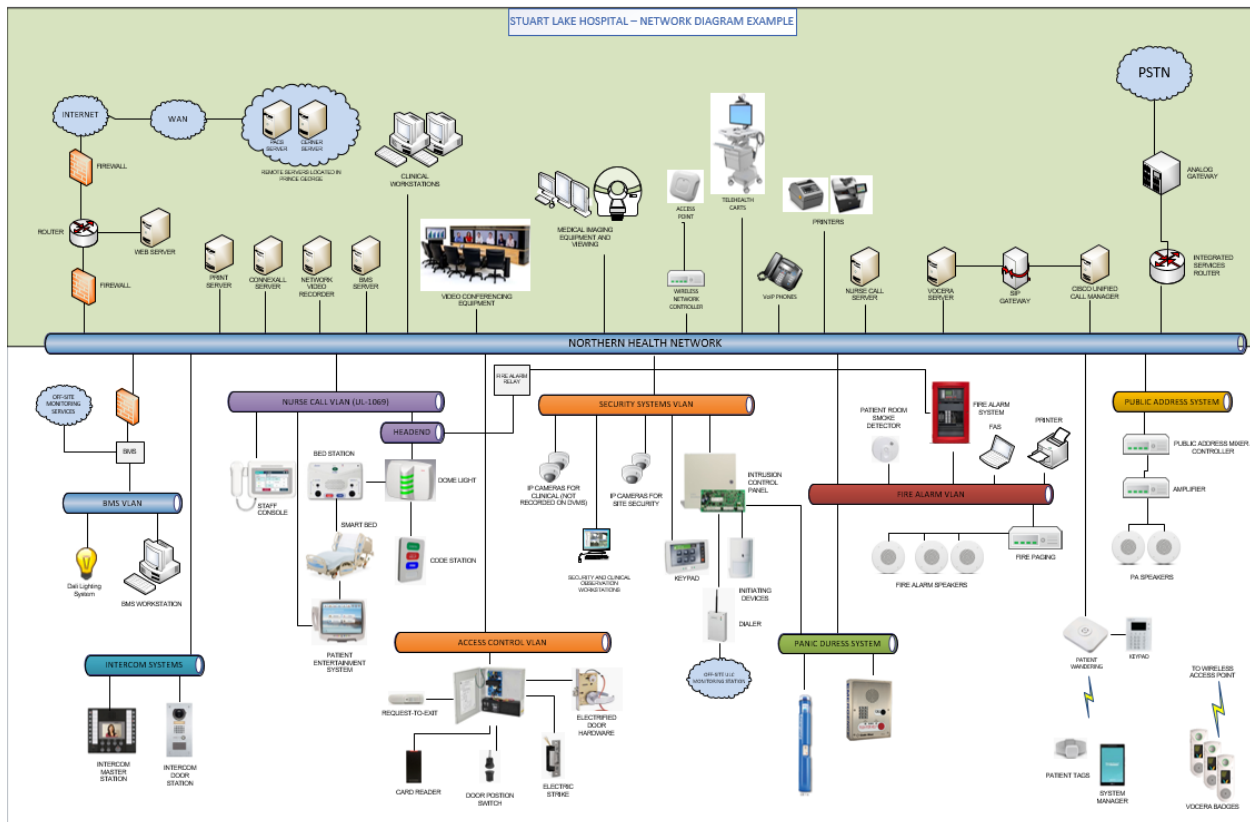 STUART LAKE HOSPITAL – NETWORK DIAGRAM EXAMPLE
PSTN
INTERNET
WAN
PACS
SERVER
CERNER
SERVER
REMOTE SERVERS LOCATED IN
PRINCE GEORGE
FIREWALL
CLINICAL
WORKSTATIONS
ACCESS
POINT
TELEHEALTH
CARTS
PRINTERS
ANALOG
GATEWAY
ROUTER
WEB SERVER
MEDICAL IMAGING
EQUIPMENT AND
VIEWING
FIREWALL
PRINT
SERVER
CONNEXALL
SERVER
NETWORK
VIDEO
RECORDER
BMS
SERVER
VIDEO CONFERENCING
EQUIPMENT
WIRELESS
NETWORK
CONTROLLER
VoIP PHONES
NURSE CALL
SERVER
VOCERA
SERVER
SIP
GATEWAY
CISCO UNIFIED
CALL MANAGER
INTEGRATED
SERVICES
ROUTER
NORTHERN HEALTH NETWORK
OFF-SITE
MONITORING
SERVICES
BMS
NURSE CALL VLAN (UL-1069)
HEADEND
FIRE ALARM
RELAY
SECURITY SYSTEMS VLAN
PATIENT ROOM
SMOKE
DETECTOR
FIRE ALARM
SYSTEM
FAS
PRINTER
PUBLIC ADDRESS SYSTEM
PUBLIC ADDRESS MIXER
CONTROLLER
AMPLIFIER
PA SPEAKERS
BMS VLAN
Dali Lighting
System
BMS WORKSTATION
STAFF
CONSOLE
BED STATION
DOME LIGHT
SMART BED
CODE STATION
PATIENT
ENTERTAINMENT
SYSTEM
IP CAMERAS FOR
CLINICAL (NOT
RECORDED ON DVMS)
IP CAMERAS FOR
SITE SECURITY
INTRUSION
CONTROL
PANEL
SECURITY AND CLINICAL
OBSERVATION
WORKSTATIONS
KEYPAD
INITIATING
DEVICES
DIALER
FIRE ALARM VLAN
FIRE ALARM SPEAKERS
FIRE PAGING
INTERCOM SYSTEMS
INTERCOM
MASTER
STATION
INTERCOM
DOOR
STATION
ACCESS CONTROL VLAN
REQUEST-TO-EXIT
ELECTRIFIED
DOOR
HARDWARE
CARD READER
DOOR POSTION
SWITCH
ELECTRIC
STRIKE
OFF-SITE ULC
MONITORING STATION
PANIC DURESS SYSTEM
PATIENT
WANDERING
KEYPAD
TO WIRELESS
ACCESS POINT
PATIENT TAGS
SYSTEM
MANAGER
VOCERA BADGES